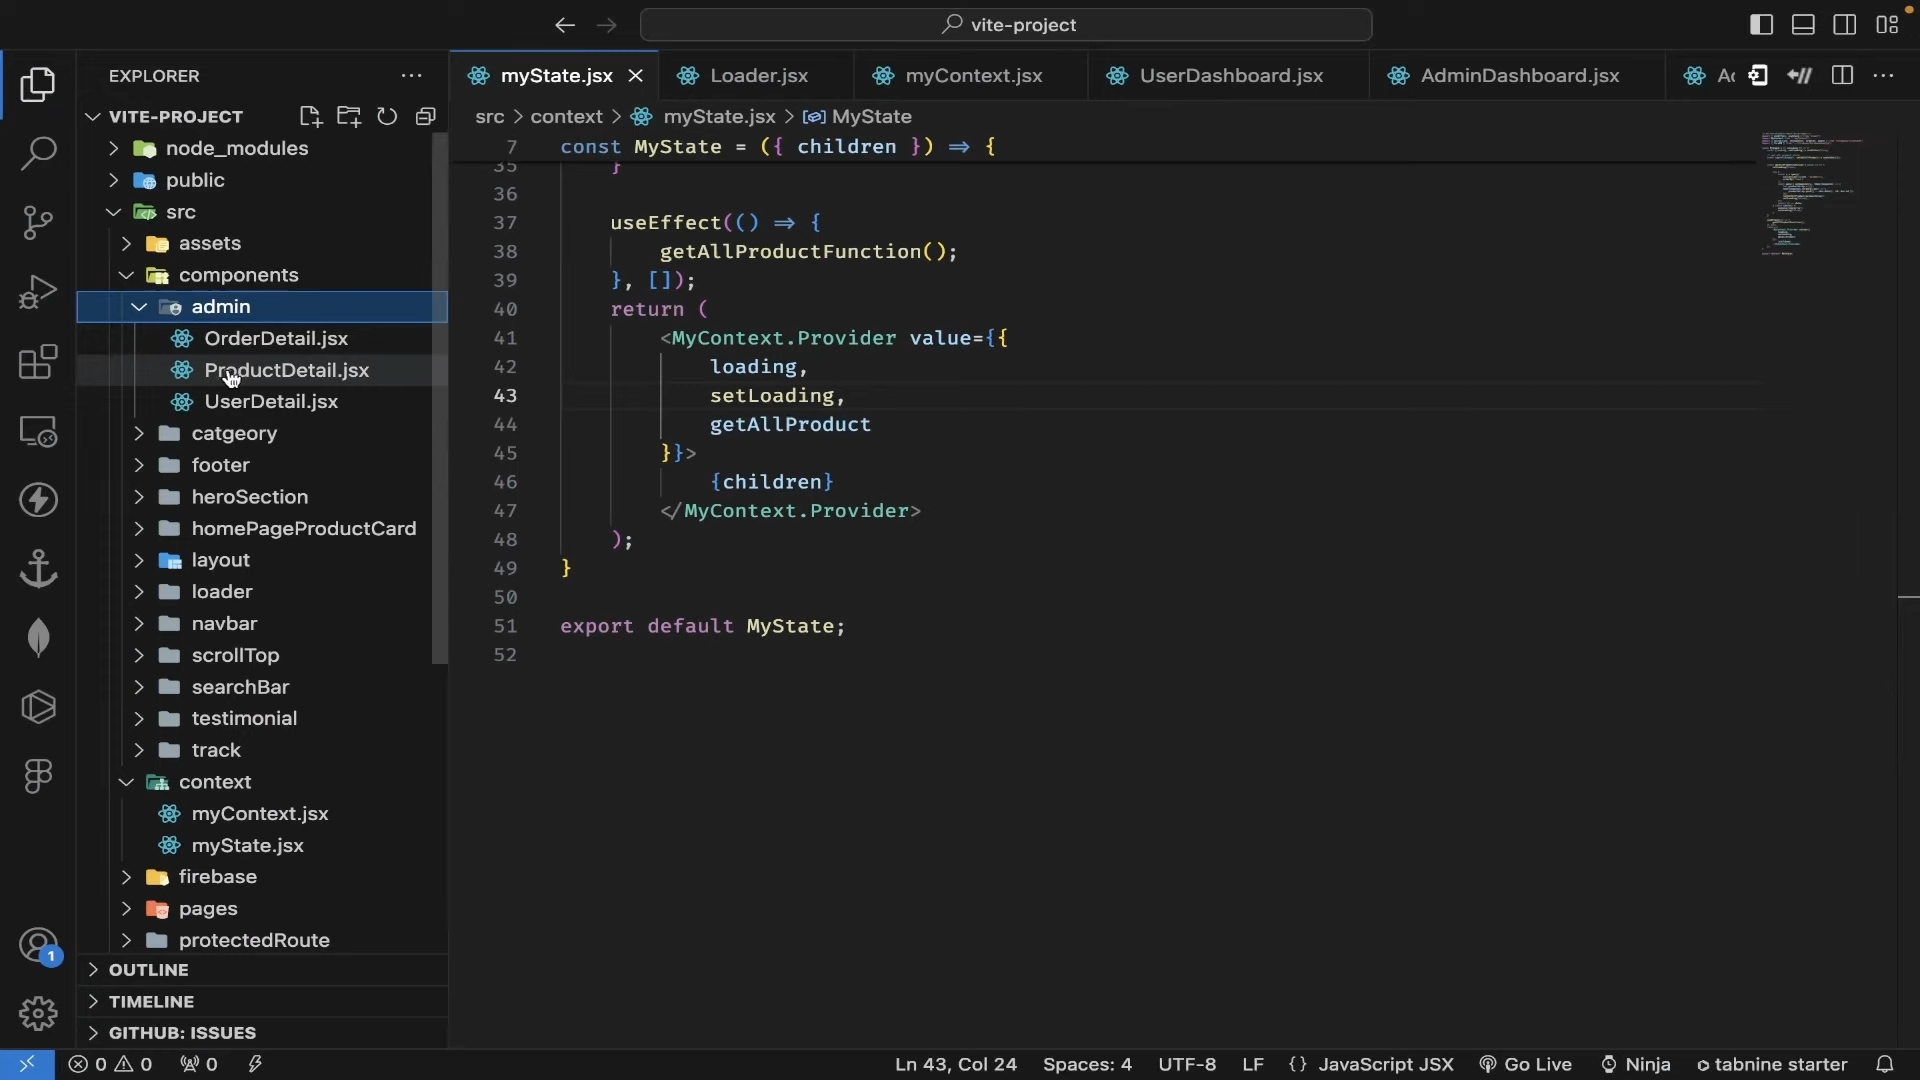 vite-project
EXPLORER
VITE-PROJECT
node_modules
public
src
assets
components
admin
OrderDetail.jsx
ProductDetail.jsx
UserDetail.jsx
catgeory
footer
heroSection
homePageProductCard
layout
loader
navbar
scrollTop
searchBar
testimonial
track
context
myContext.jsx
myState.jsx
firebase
pages
protectedRoute
OUTLINE
TIMELINE
GITHUB: ISSUES
myState.jsx Loader.jsx myContext.jsx UserDashboard.jsx AdminDashboard.jsx
src > context > myState.jsx > MyState
7 const MyState = ({ children }) => {
35 }
36
37 useEffect(() => {
38 getAllProductFunction();
39 }, []);
40 return (
41 <MyContext.Provider value={{
42 loading,
43 setLoading,
44 getAllProduct
45 }}>
46 {children}
47 </MyContext.Provider>
48 );
49 }
50
51 export default MyState;
52
1
0 0 0 Ln 43, Col 24 Spaces: 4 UTF-8 LF {} JavaScript JSX Go Live Ninja tabnine starter